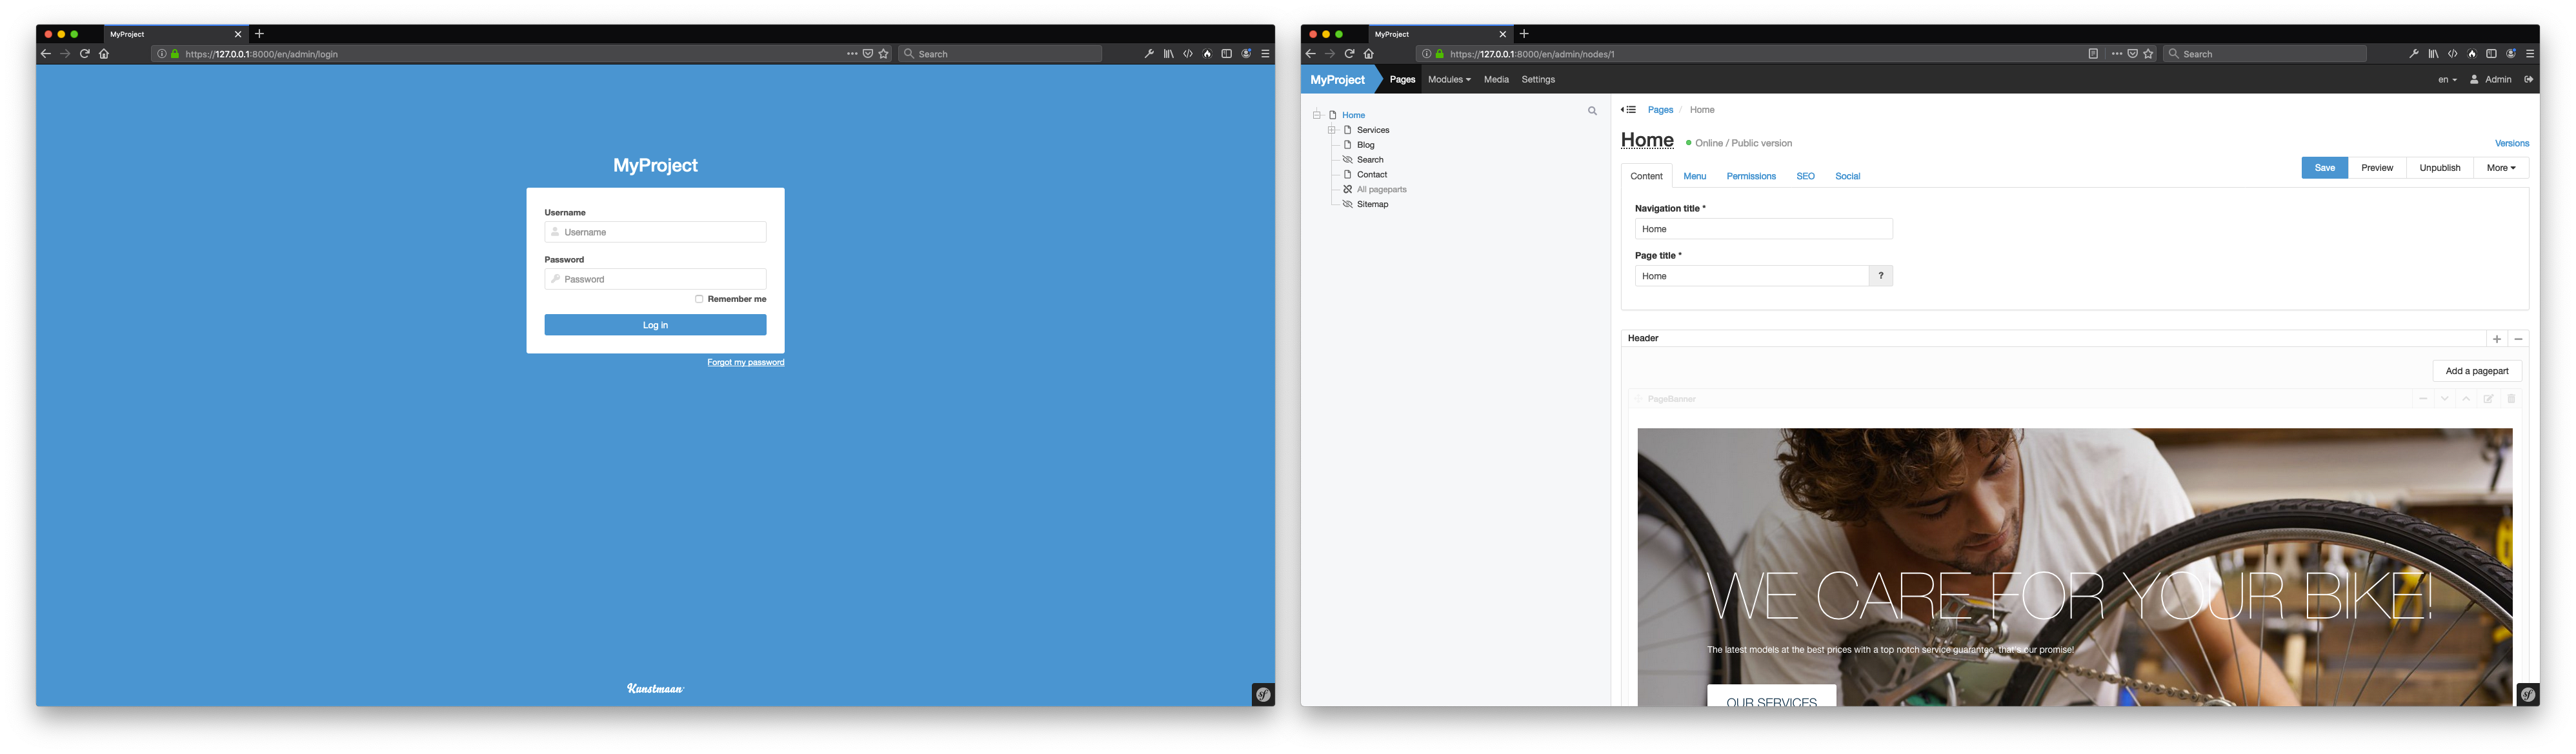 MyProject
https://127.0.0.1:8000/en/admin/login
Search
MyProject
Username
Username
Password
Password
Remember me
Log in
Forgot my password
Kunstmaan
sf
MyProject
https://127.0.0.1:8000/en/admin/nodes/1
Search
MyProject Pages Modules Media Settings en Admin
Home
Services
Blog
Search
Contact
All pageparts
Sitemap
Pages / Home
Home Online / Public version Versions
Save Preview Unpublish More
Content Menu Permissions SEO Social
Navigation title *
Home
Page title *
Home ?
Header
Add a pagepart
PageBanner
WE CARE FOR YOUR BIKE!
The latest models at the best prices with a top notch service guarantee, that's our promise!
OUR SERVICES
sf